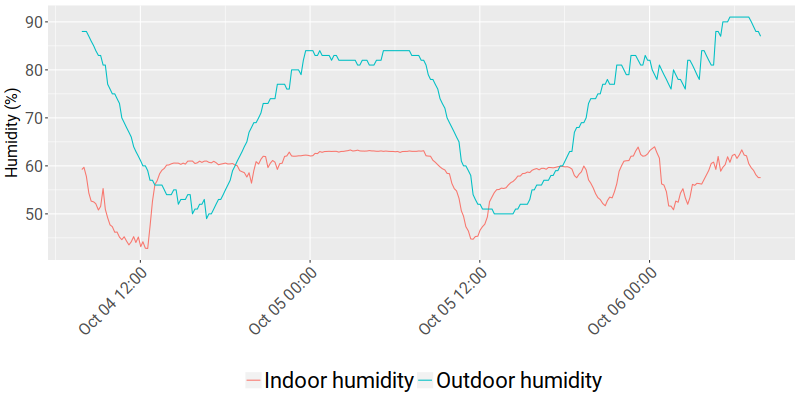 Humidity (%)
90
80
70
60
50
Oct 04 12:00
Oct 05 00:00
Oct 05 12:00
Oct 06 00:00
Indoor humidity
Outdoor humidity